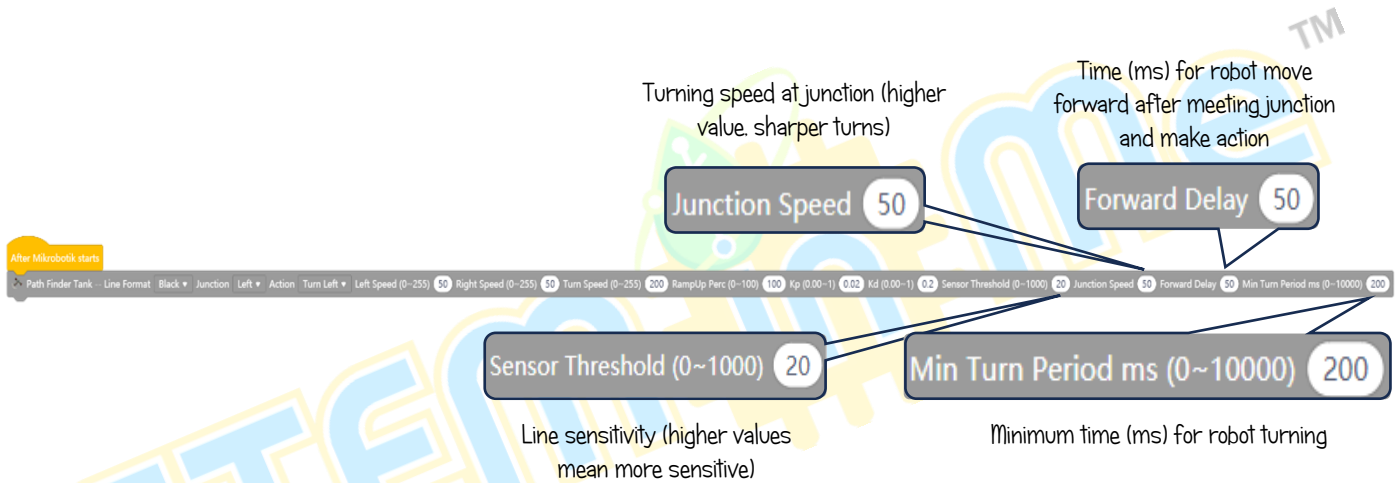 TM
Turning speed at junction (higher
value. sharper turns)
Time (ms) for robot move
forward after meeting junction
and make action
Junction Speed 50
Forward Delay 50
After Mikrobotik starts
Path Finder Tank -- Line Format Black Junction Left Action Turn Left Left Speed (0~255) 50 Right Speed (0~255) 50 Turn Speed (0~255) 200 RampUp Perc (0~100) 100 Kp (0.00~1) 0.02 Kd (0.00~1) 0.2 Sensor Threshold (0~1000) 20 Junction Speed 50 Forward Delay 50 Min Turn Period ms (0~10000) 200
Sensor Threshold (0~1000) 20
Min Turn Period ms (0~10000) 200
Line sensitivity (higher values
mean more sensitive)
Minimum time (ms) for robot turning
STEM-in-Me